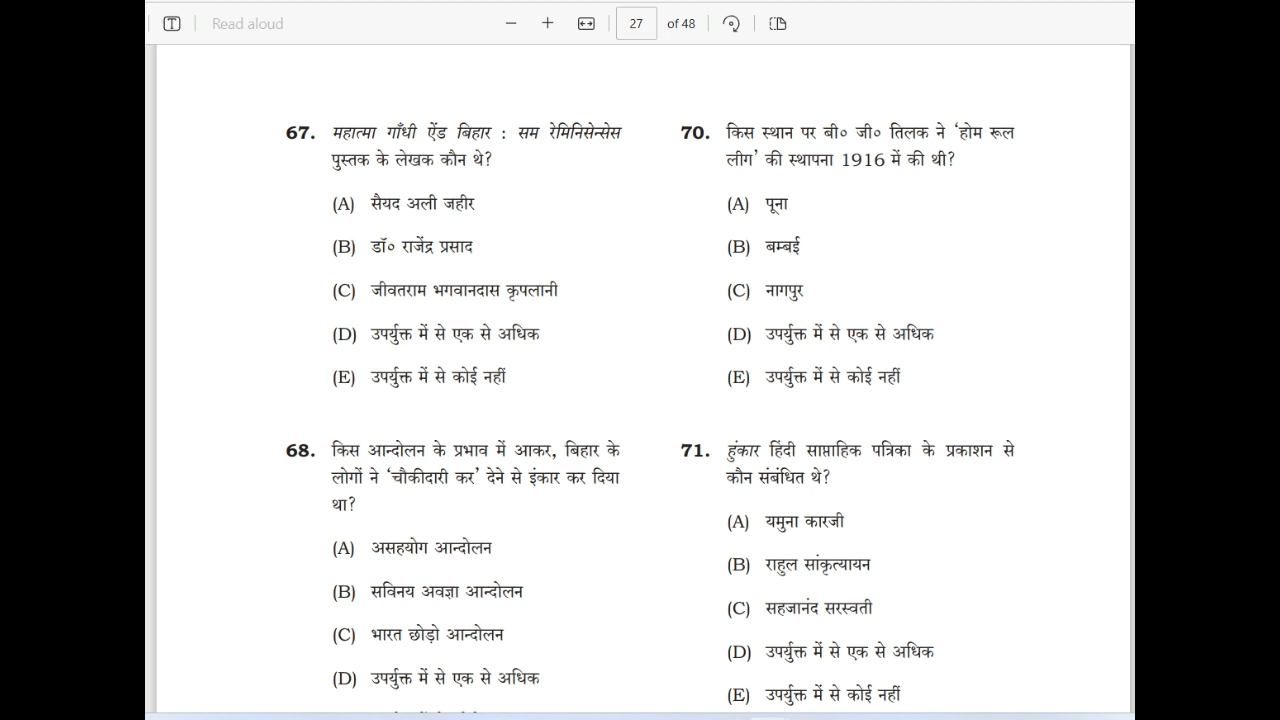 Read aloud
27
of 48
67. महात्मा गाँधी ऐंड बिहार : सम रेमिनिसेन्सेस
पुस्तक के लेखक कौन थे?
(A) सैयद अली जहीर
(B) डॉ० राजेंद्र प्रसाद
(C) जीवतराम भगवानदास कृपलानी
(D) उपर्युक्त में से एक से अधिक
(E) उपर्युक्त में से कोई नहीं
68. किस आन्दोलन के प्रभाव में आकर, बिहार के
लोगों ने ‘चौकीदारी कर’ देने से इंकार कर दिया
था?
(A) असहयोग आन्दोलन
(B) सविनय अवज्ञा आन्दोलन
(C) भारत छोड़ो आन्दोलन
(D) उपर्युक्त में से एक से अधिक
70. किस स्थान पर बी० जी० तिलक ने ‘होम रूल
लीग’ की स्थापना 1916 में की थी?
(A) पूना
(B) बम्बई
(C) नागपुर
(D) उपर्युक्त में से एक से अधिक
(E) उपर्युक्त में से कोई नहीं
71. हुंकार हिंदी साप्ताहिक पत्रिका के प्रकाशन से
कौन संबंधित थे?
(A) यमुना कारजी
(B) राहुल सांकृत्यायन
(C) सहजानंद सरस्वती
(D) उपर्युक्त में से एक से अधिक
(E) उपर्युक्त में से कोई नहीं